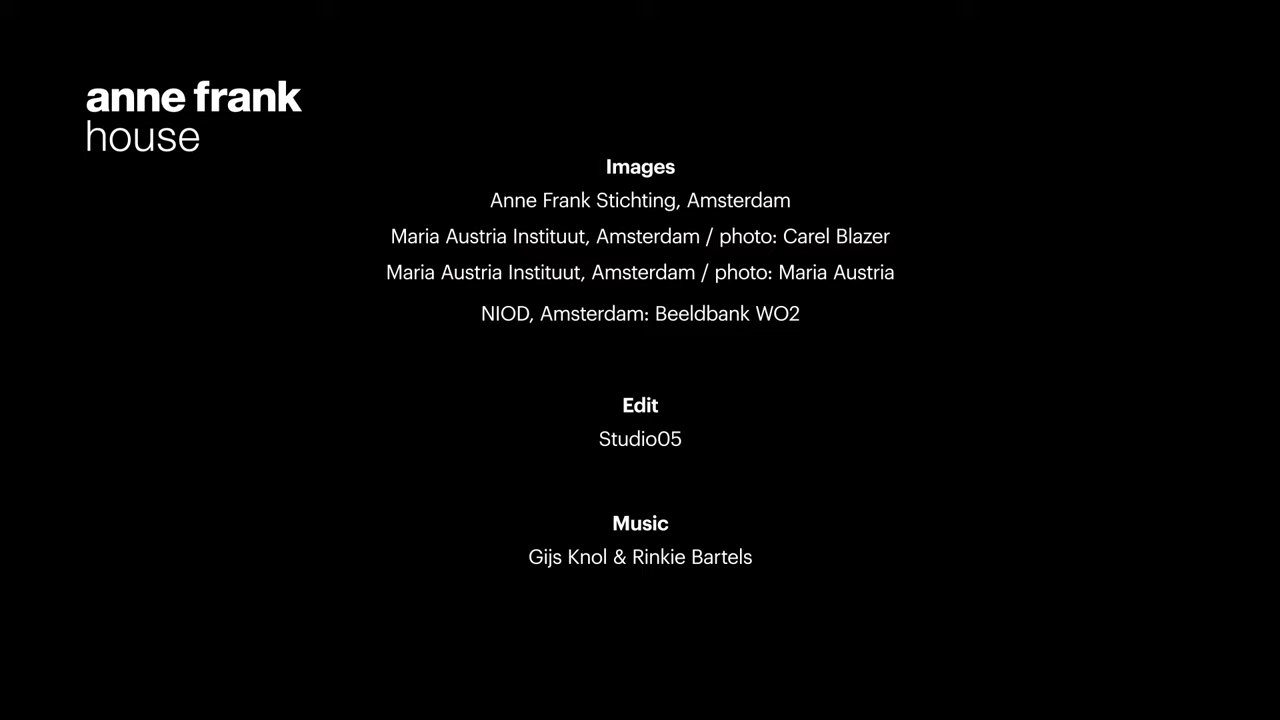 anne frank
house
Images
Anne Frank Stichting, Amsterdam
Maria Austria Instituut, Amsterdam / photo: Carel Blazer
Maria Austria Instituut, Amsterdam / photo: Maria Austria
NIOD, Amsterdam: Beeldbank WO2
Edit
Studio05
Music
Gijs Knol & Rinkie Bartels